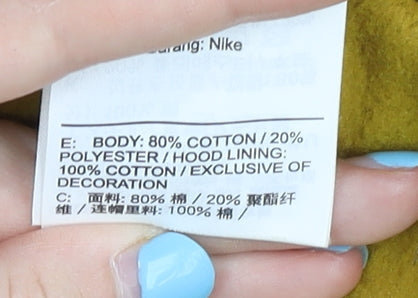 urang: Nike
E: BODY: 80% COTTON / 20%
POLYESTER / HOOD LINING:
100% COTTON / EXCLUSIVE OF
DECORATION
C: 面料: 80% 棉 / 20% 聚酯纤
维 / 连帽里料: 100% 棉 /